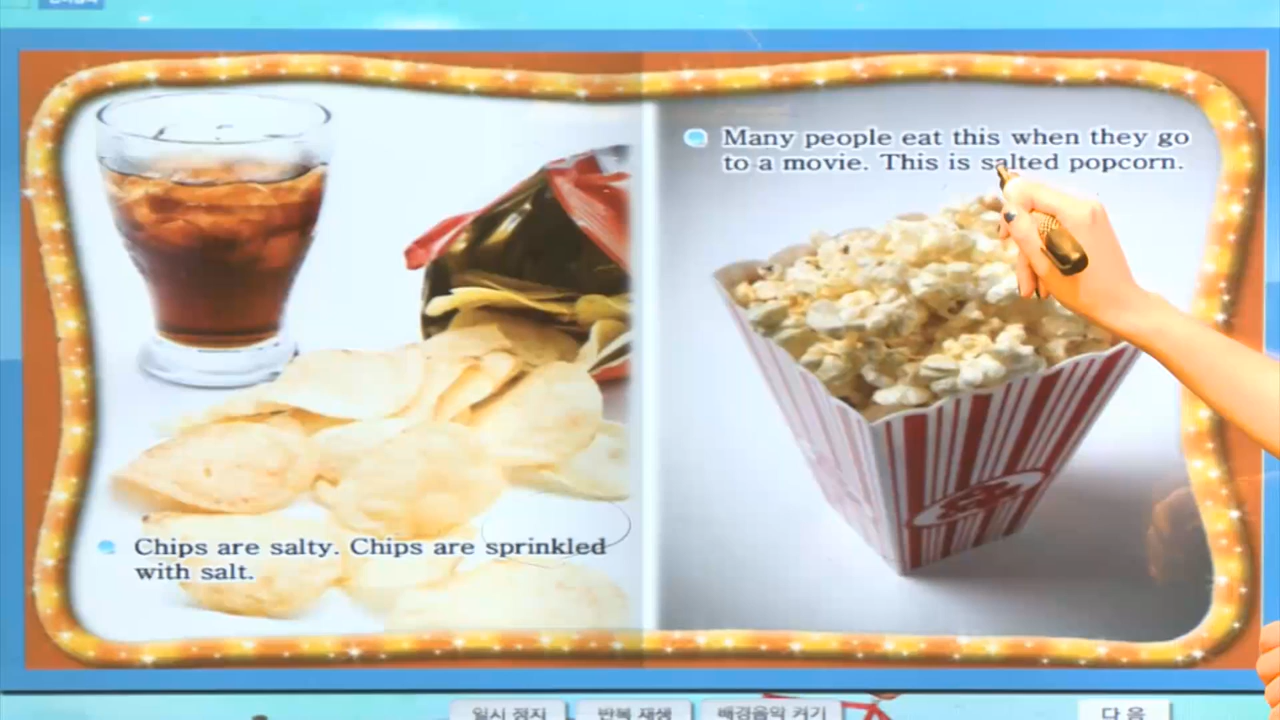 Chips are salty. Chips are sprinkled
with salt.
Many people eat this when they go
to a movie. This is salted popcorn.
일시 정지
반복 재생
배경음악 켜기
다 음